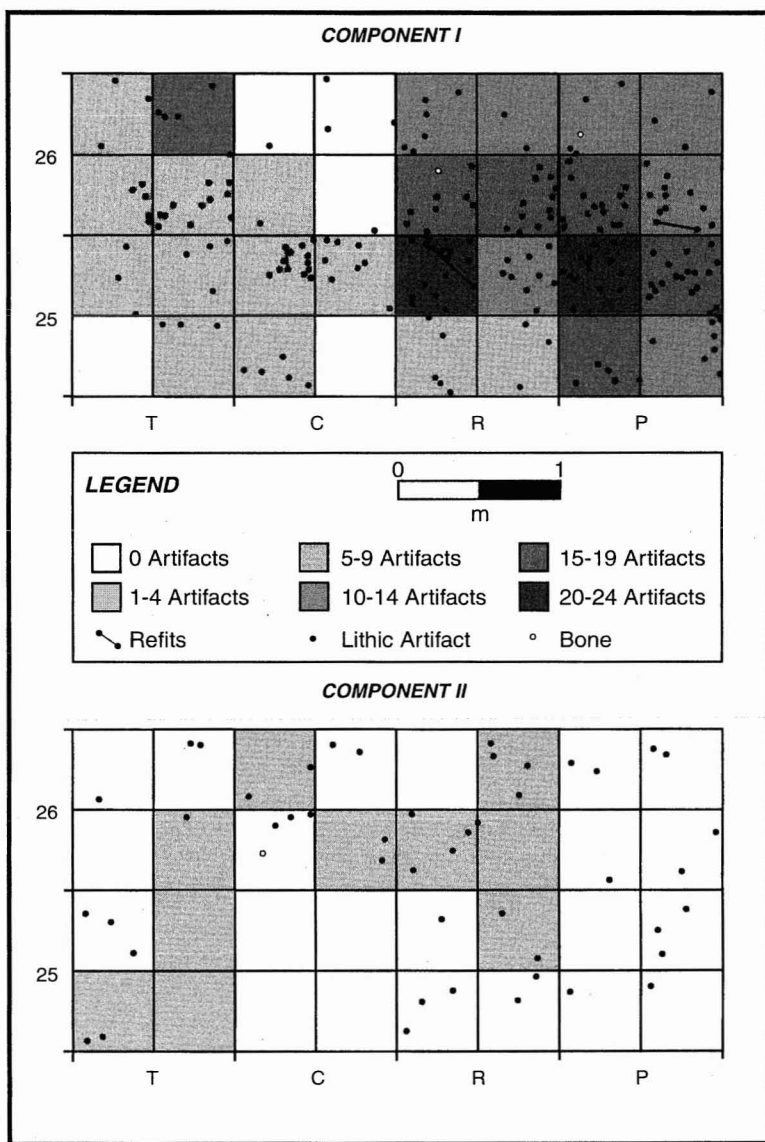 COMPONENT I
26
25
T C R P
LEGEND
0 1
m
0 Artifacts 5-9 Artifacts 15-19 Artifacts
1-4 Artifacts 10-14 Artifacts 20-24 Artifacts
Refits Lithic Artifact Bone
COMPONENT II
26
25
T C R P